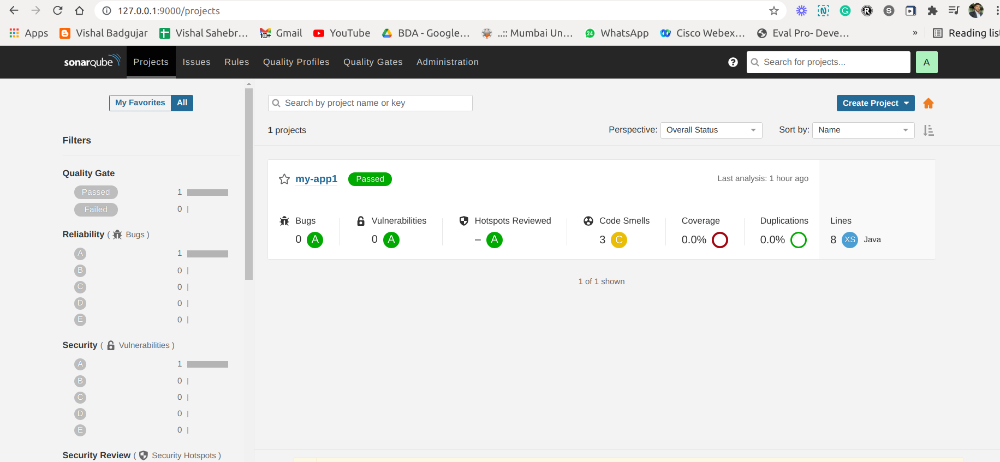 127.0.0.1:9000/projects
Apps Vishal Badgujar Vishal Sahebr... 100+ Gmail YouTube BDA - Google... ..:: Mumbai Un... 24 WhatsApp Cisco Webex... Eval Pro- Deve... » Reading lis
sonarqube Projects Issues Rules Quality Profiles Quality Gates Administration ? Search for projects... A
My Favorites All
Search by project name or key
Create Project
1 projects
Perspective: Overall Status
Sort by: Name
Filters
Quality Gate
Passed 1
Failed 0
Reliability ( Bugs )
A 1
B 0
C 0
D 0
E 0
Security ( Vulnerabilities )
A 1
B 0
C 0
D 0
E 0
Security Review ( Security Hotspots )
my-app1 Passed Last analysis: 1 hour ago
Bugs Vulnerabilities Hotspots Reviewed Code Smells Coverage Duplications Lines
0 A 0 A – A 3 C 0.0% 0.0% 8 XS Java
1 of 1 shown